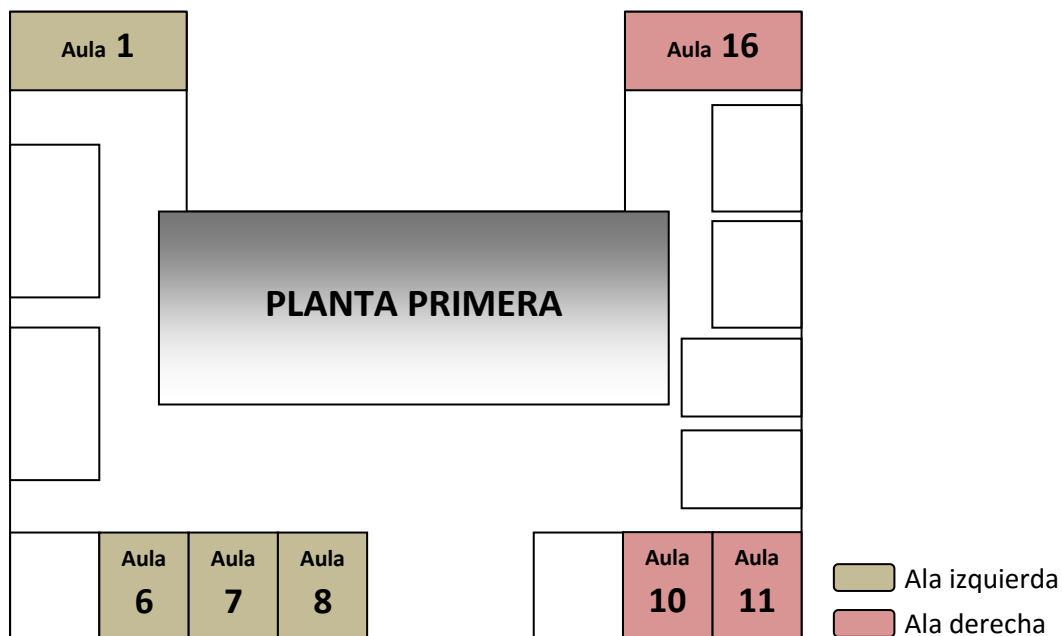 Aula 1
Aula 16
PLANTA PRIMERA
Aula
6
Aula
7
Aula
8
Aula
10
Aula
11
Ala izquierda
Ala derecha